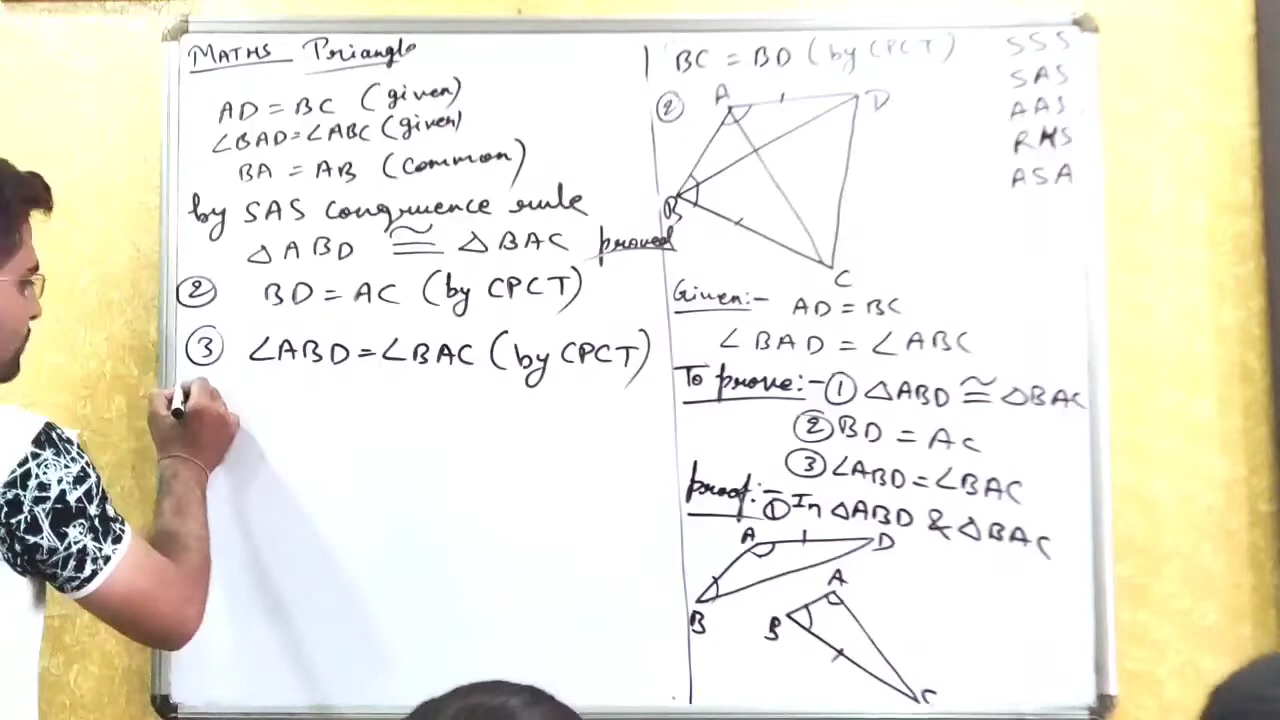 MATHS Triangle
AD = BC (given)
∠BAD=∠ABC (given)
BA = AB (common)
by SAS congruence rule
△ABD ≅ △BAC proved
② BD = AC (by CPCT)
③ ∠ABD=∠BAC (by CPCT)
1 BC = BD (by CPCT)
②
A D
B
C
Given:- AD = BC
∠BAD = ∠ABC
To prove:- ① △ABD ≅ △BAC
② BD = AC
③ ∠ABD=∠BAC
proof:- ① In △ABD & △BAC
A D
B
A
B
C
SSS
SAS
AAS
RHS
ASA